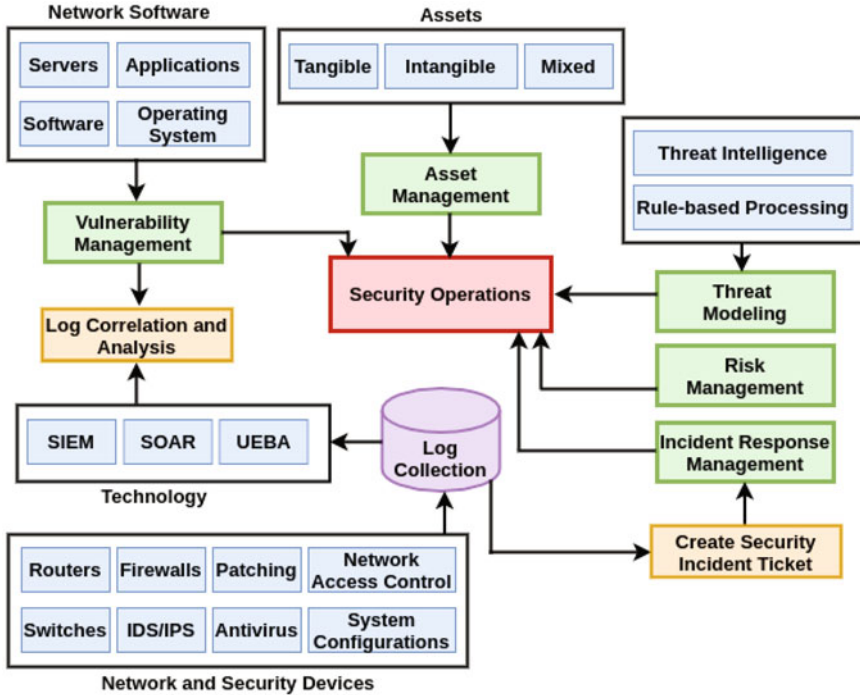 Network Software
Servers
Applications
Software
Operating
System
Assets
Tangible
Intangible
Mixed
Threat Intelligence
Rule-based Processing
Vulnerability
Management
Asset
Management
Security Operations
Threat
Modeling
Log Correlation and
Analysis
Risk
Management
SIEM
SOAR
UEBA
Technology
Log
Collection
Incident Response
Management
Create Security
Incident Ticket
Routers
Firewalls
Patching
Network
Access Control
Switches
IDS/IPS
Antivirus
System
Configurations
Network and Security Devices